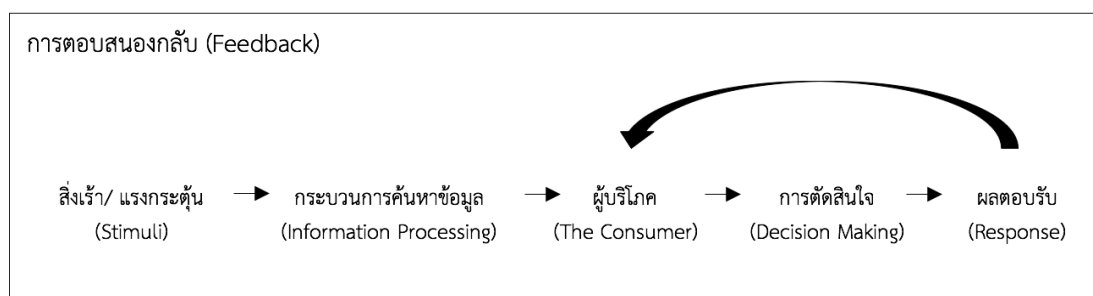 การตอบสนองกลับ (Feedback)
สิ่งเร้า/ แรงกระตุ้น กระบวนการค้นหาข้อมูล ผู้บริโภค การตัดสินใจ ผลตอบรับ
(Stimuli) (Information Processing) (The Consumer) (Decision Making) (Response)